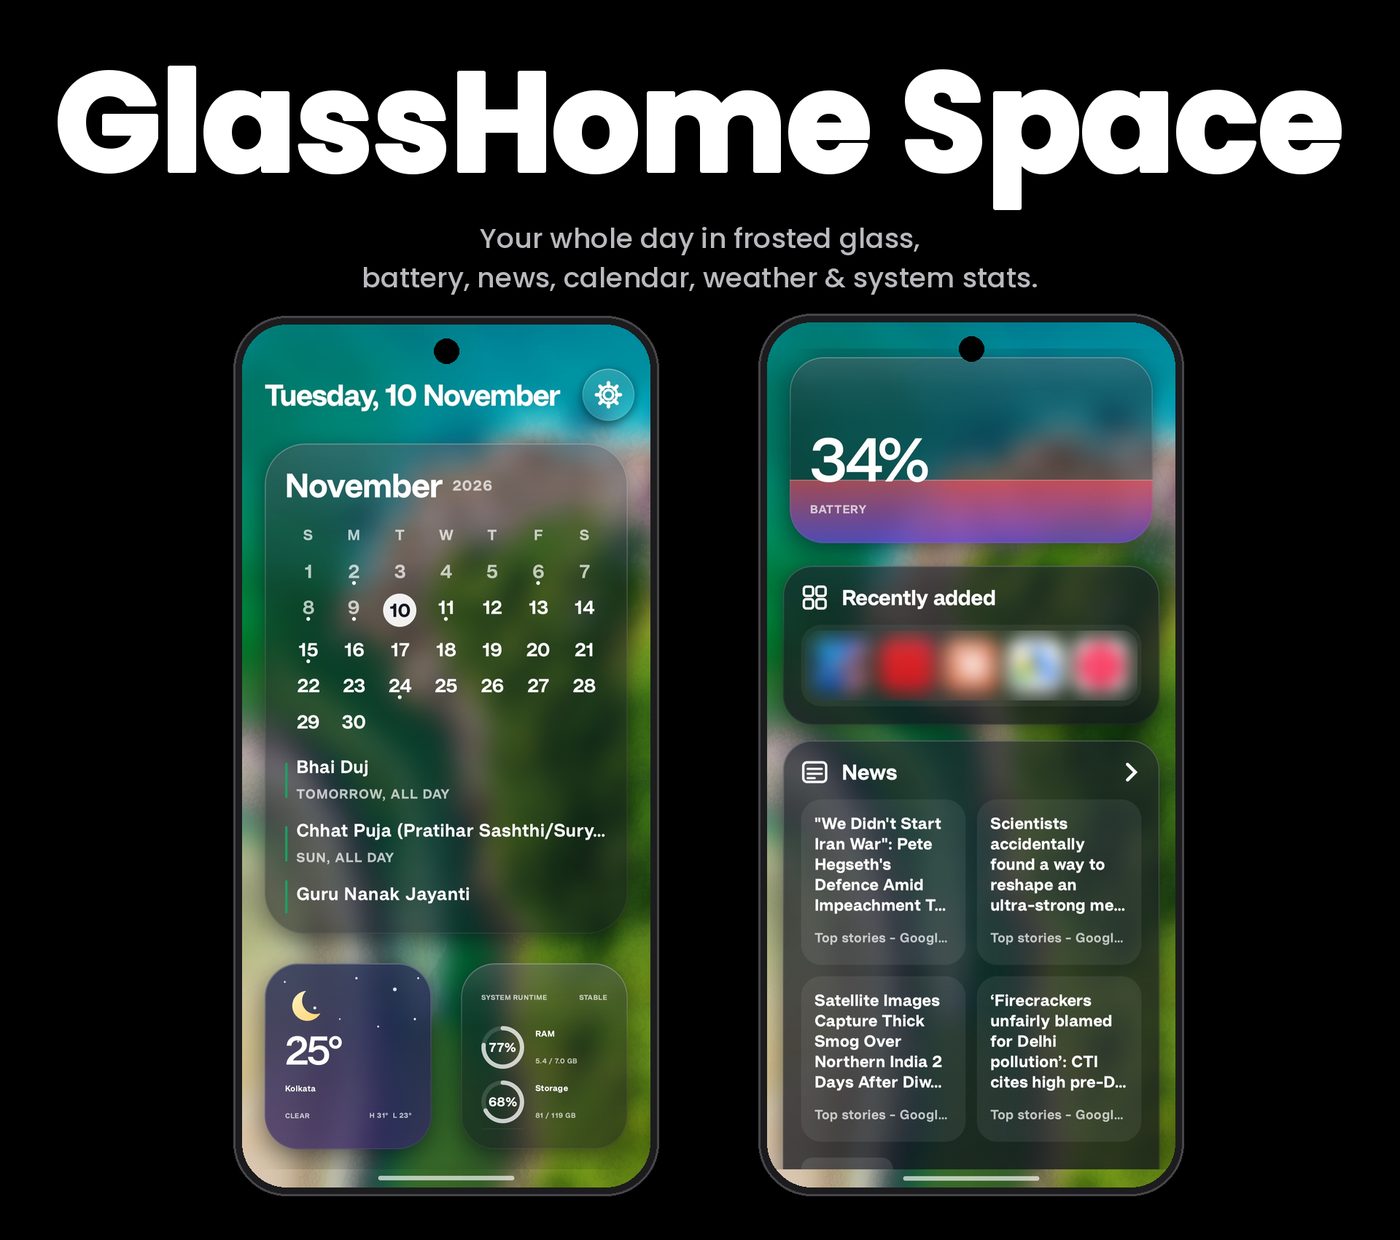 GlassHome Space
Your whole day in frosted glass,
battery, news, calendar, weather & system stats.
Tuesday, 10 November
November 2026
S M T W T F S
1 2 3 4 5 6 7
8 9 10 11 12 13 14
15 16 17 18 19 20 21
22 23 24 25 26 27 28
29 30
Bhai Duj
TOMORROW, ALL DAY
Chhat Puja (Pratihar Sashthi/Sury...
SUN, ALL DAY
Guru Nanak Jayanti
25°
Kolkata
CLEAR H 31° L 23°
SYSTEM RUNTIME STABLE
77% RAM
5.4 / 7.0 GB
68% Storage
81 / 119 GB
34%
BATTERY
Recently added
News
"We Didn't Start
Iran War": Pete
Hegseth's
Defence Amid
Impeachment T...
Top stories - Googl...
Scientists
accidentally
found a way to
reshape an
ultra-strong me...
Top stories - Googl...
Satellite Images
Capture Thick
Smog Over
Northern India 2
Days After Diw...
Top stories - Googl...
‘Firecrackers
unfairly blamed
for Delhi
pollution’: CTI
cites high pre-D...
Top stories - Googl...